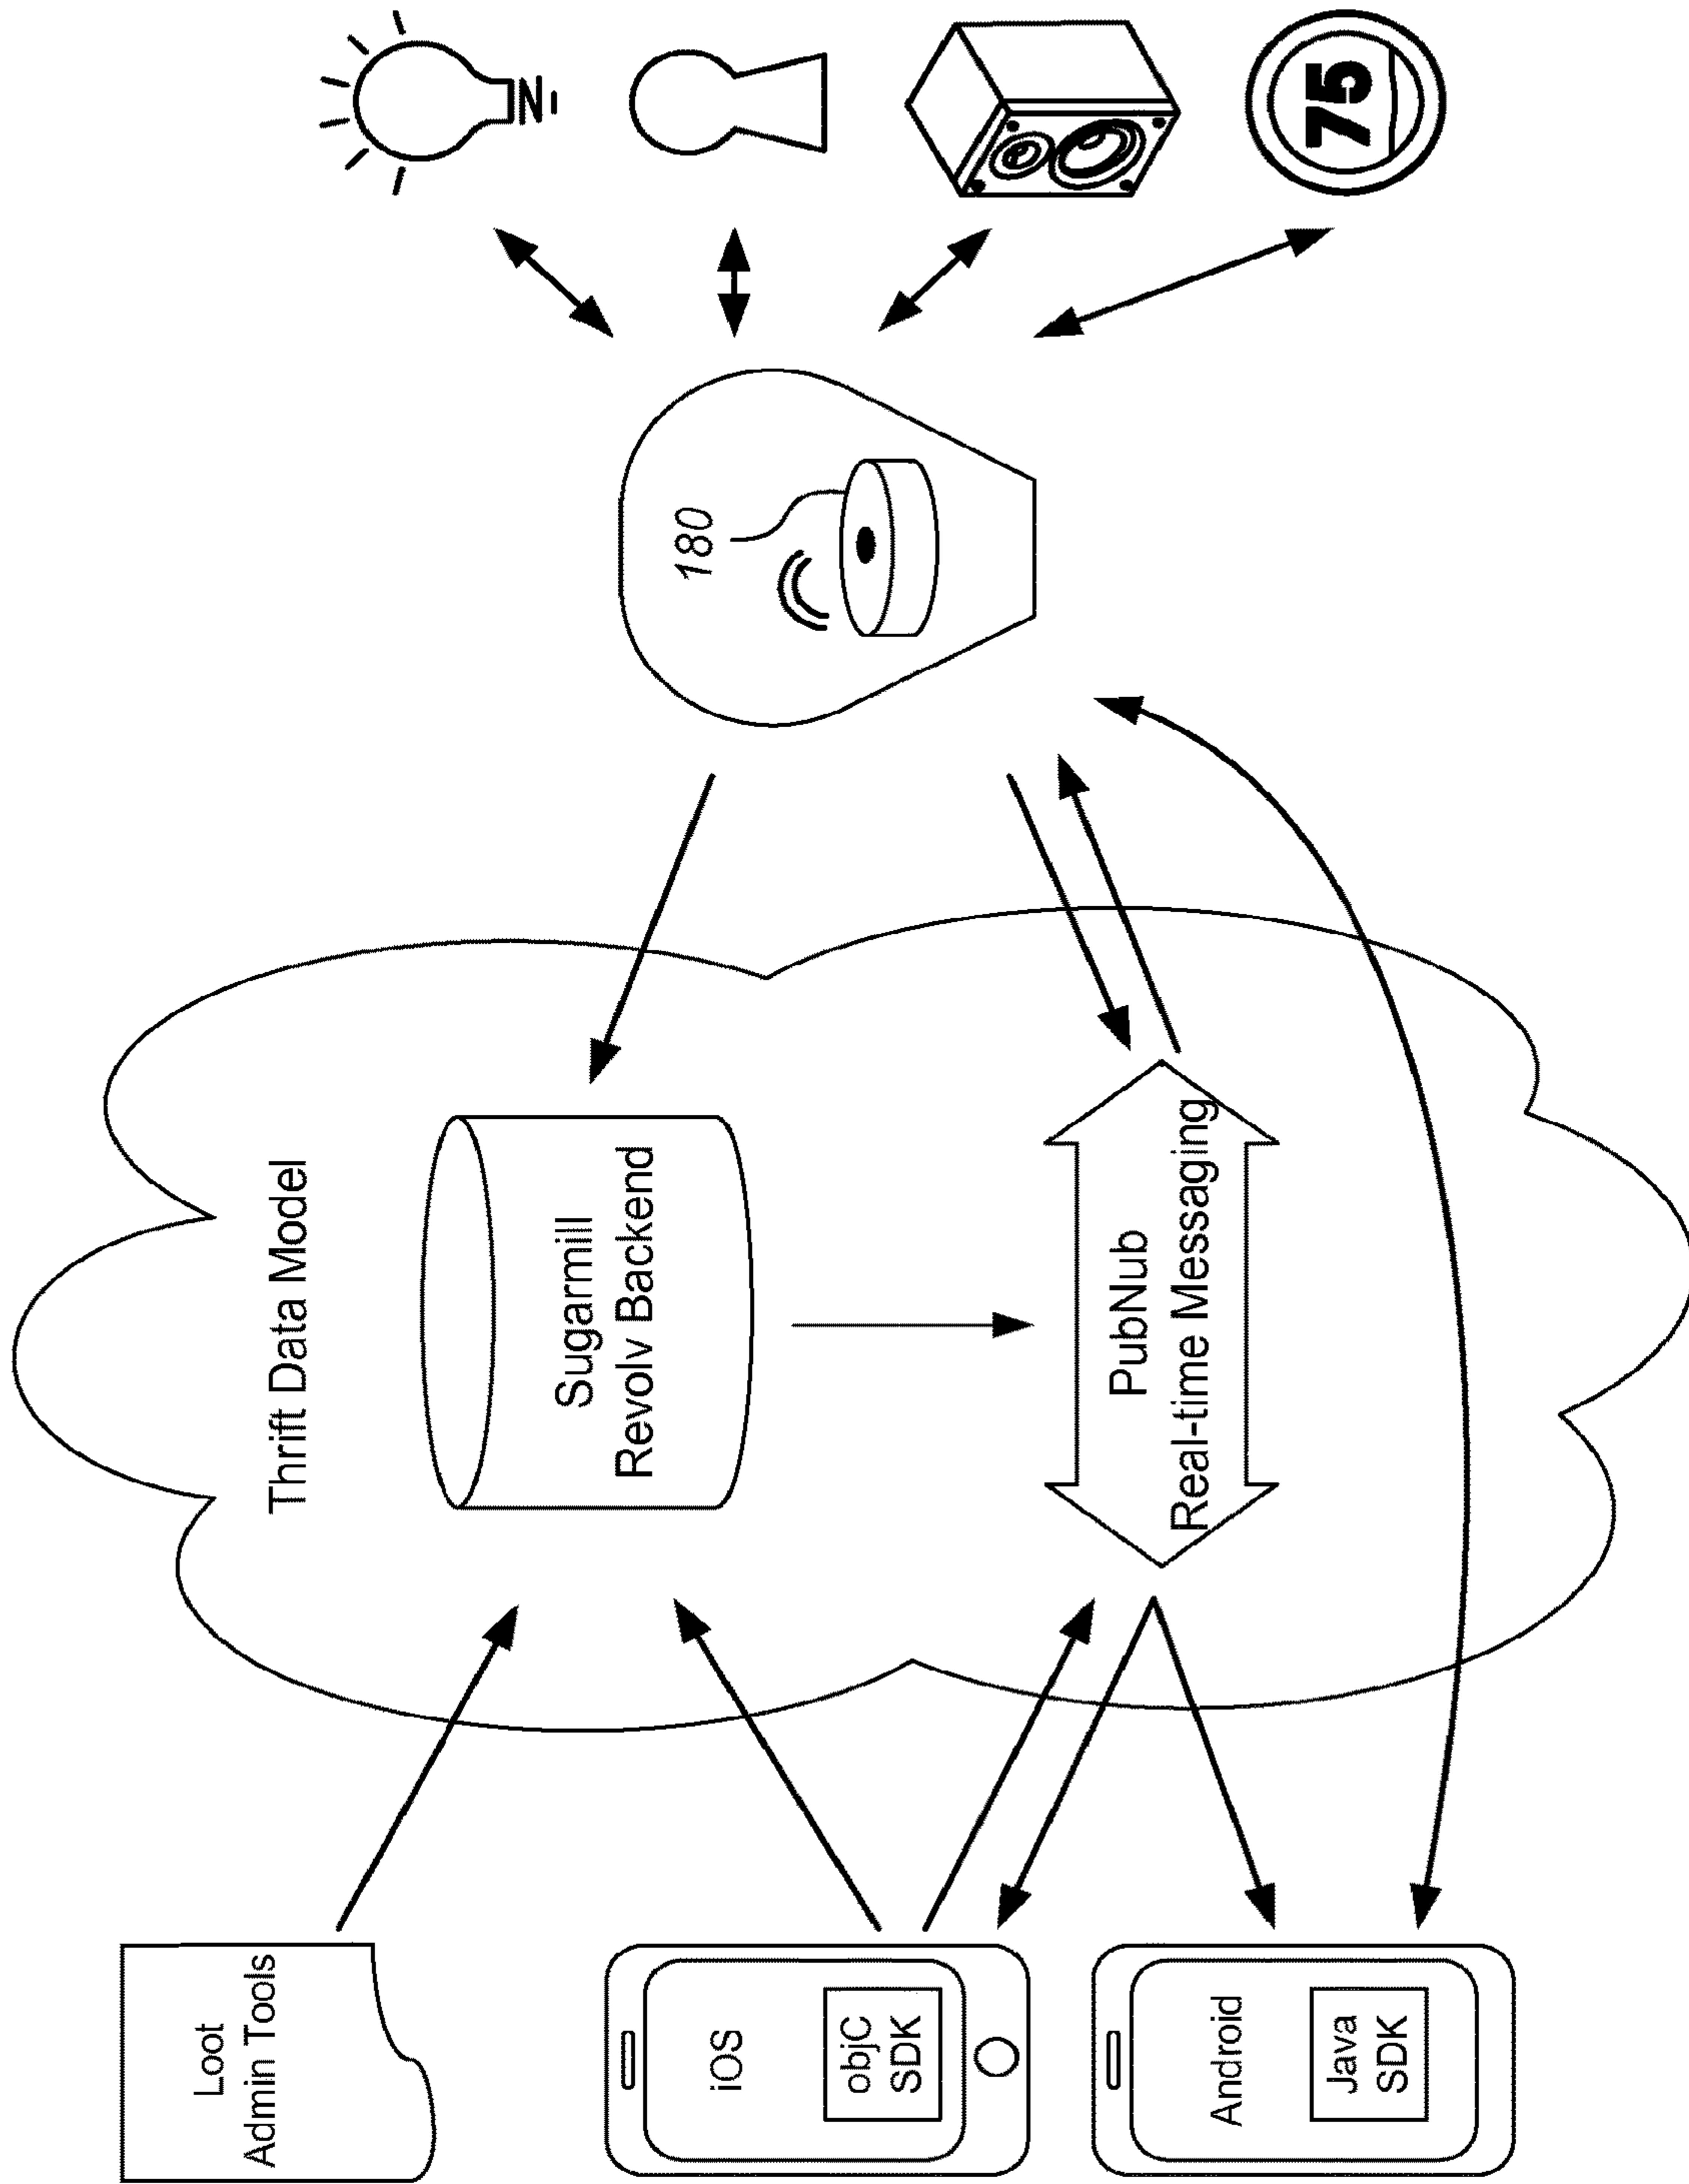 Loot
Admin Tools
iOS
objC
SDK
Android
Java
SDK
Thrift Data Model
Sugarmill
Revolv Backend
PubNub
Real-time Messaging
180
75